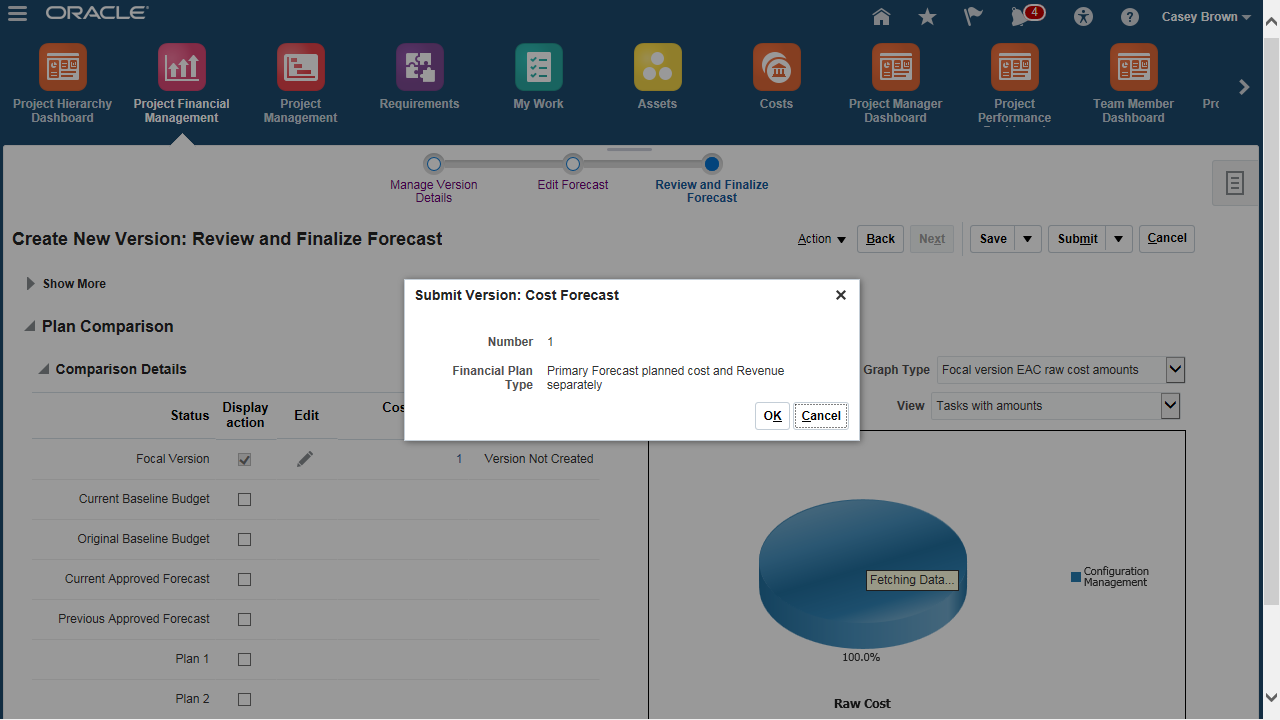 ORACLE
4
Casey Brown
Project Hierarchy
Dashboard
Project Financial
Management
Project
Management
Requirements
My Work
Assets
Costs
Project Manager
Dashboard
Project
Performance
Team Member
Dashboard
Manage Version
Details
Edit Forecast
Review and Finalize
Forecast
Create New Version: Review and Finalize Forecast
Action
Back
Next
Save
Submit
Cancel
Show More
Plan Comparison
Comparison Details
Status
Display
action
Edit
Focal Version
1
Version Not Created
Current Baseline Budget
Original Baseline Budget
Current Approved Forecast
Previous Approved Forecast
Plan 1
Plan 2
Submit Version: Cost Forecast
Number
1
Financial Plan
Type
Primary Forecast planned cost and Revenue
separately
OK
Cancel
Graph Type
Focal version EAC raw cost amounts
View
Tasks with amounts
Fetching Data...
Configuration
Management
100.0%
Raw Cost